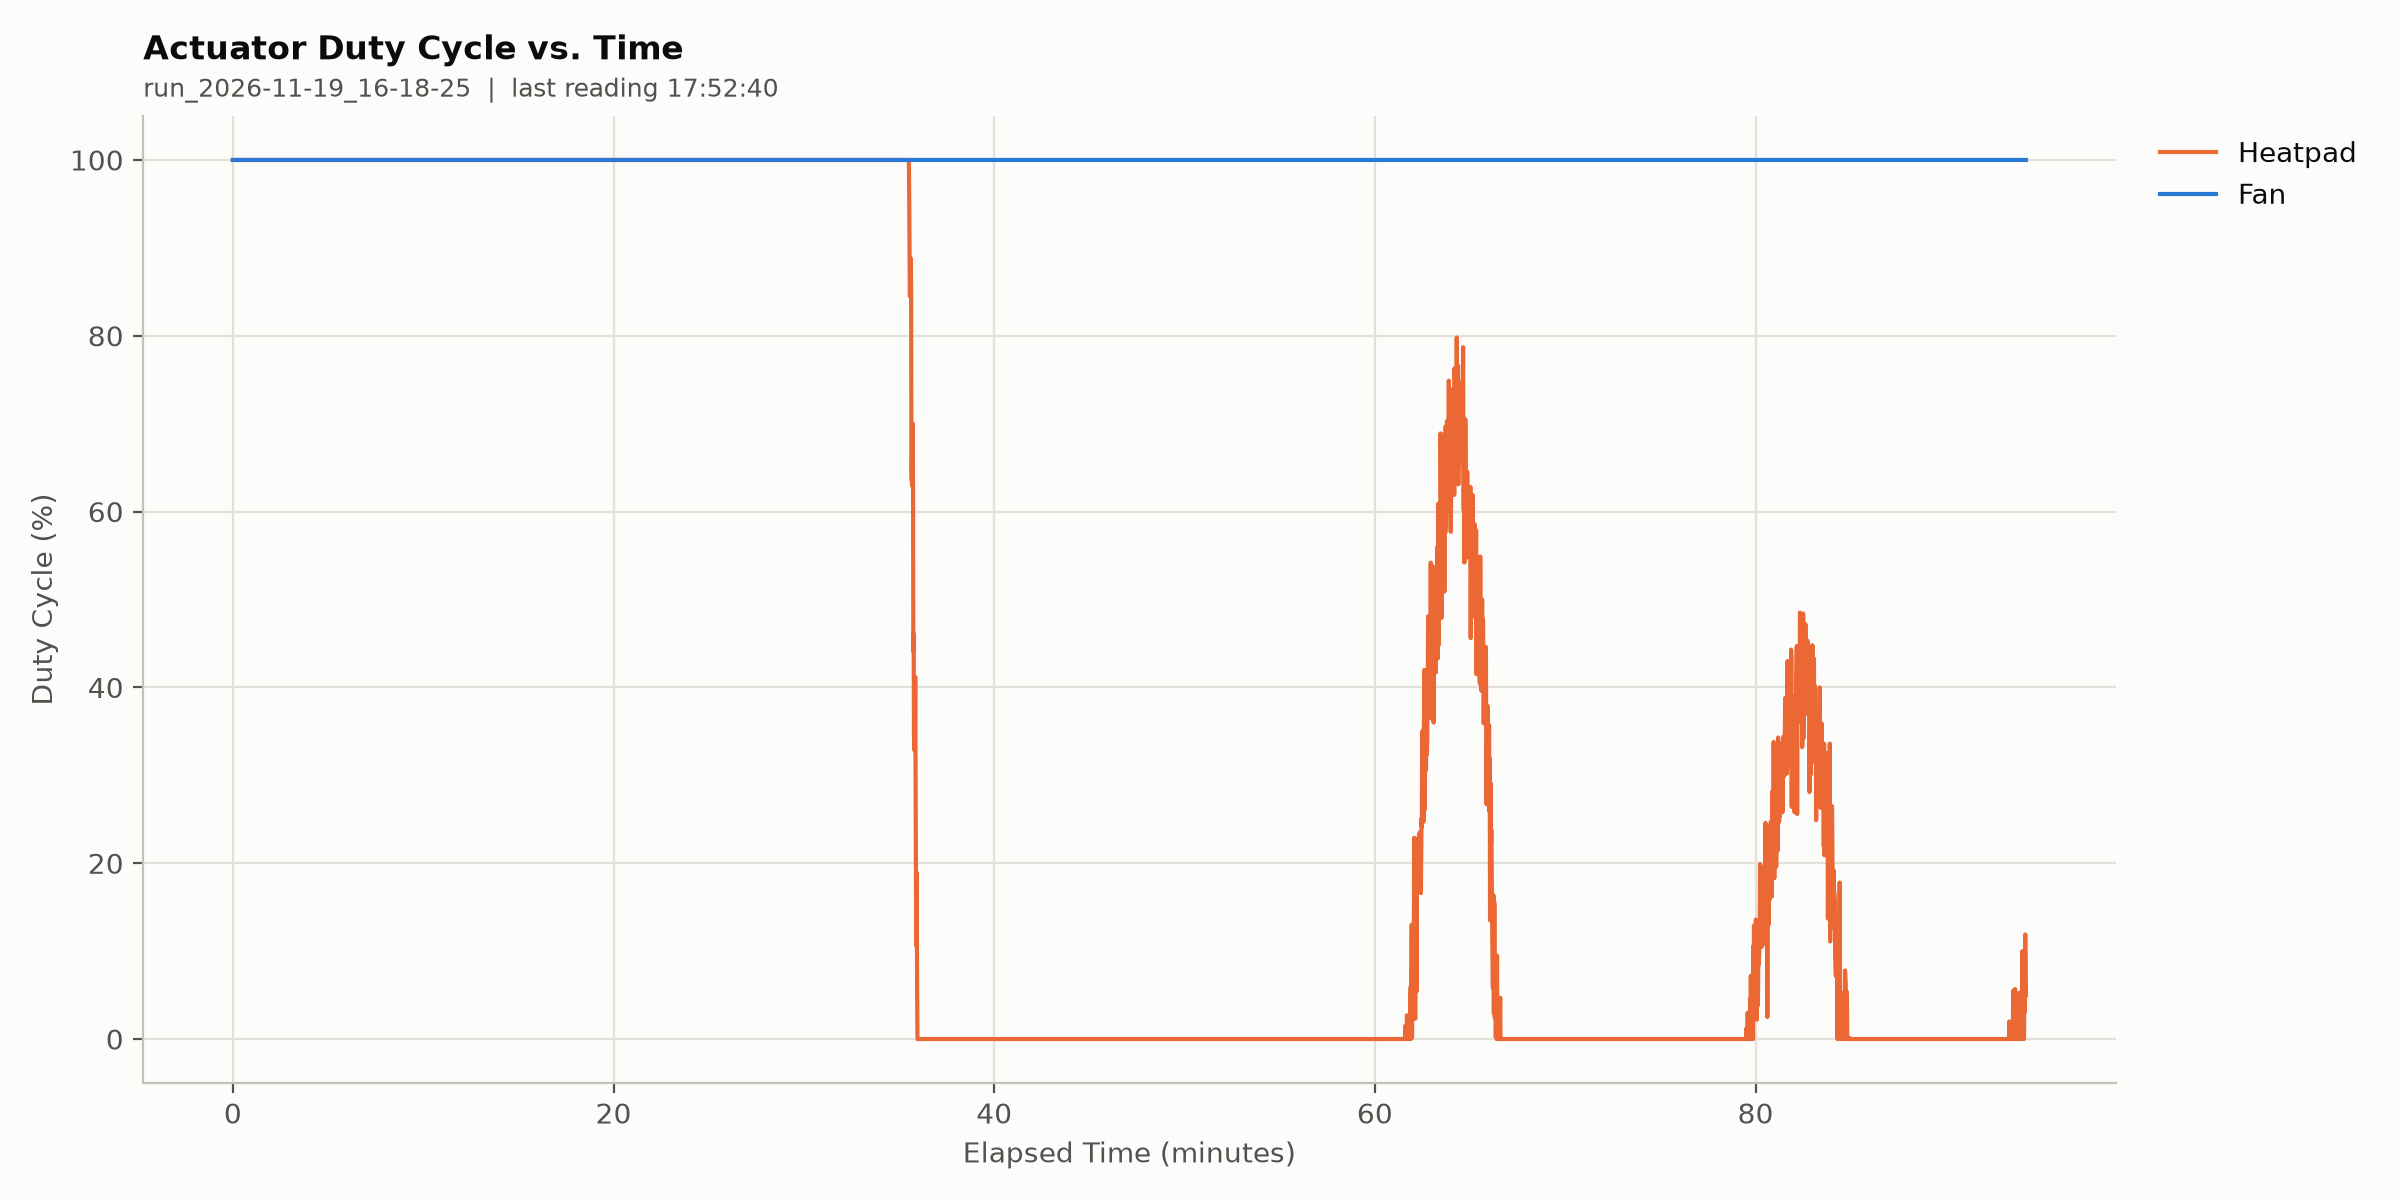 Actuator Duty Cycle vs. Time
run_2026-11-19_16-18-25 | last reading 17:52:40
Heatpad
Fan
Duty Cycle (%)
100
80
60
40
20
0
0 20 40 60 80
Elapsed Time (minutes)